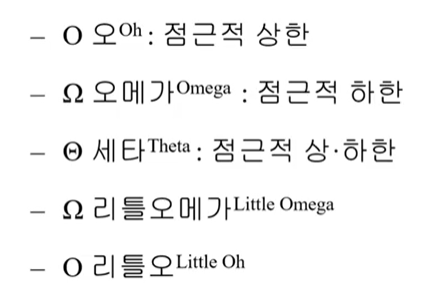 – O 오Oh : 점근적 상한
– Ω 오메가Omega : 점근적 하한
– Θ 세타Theta : 점근적 상·하한
– Ω 리틀오메가Little Omega
– O 리틀오Little Oh